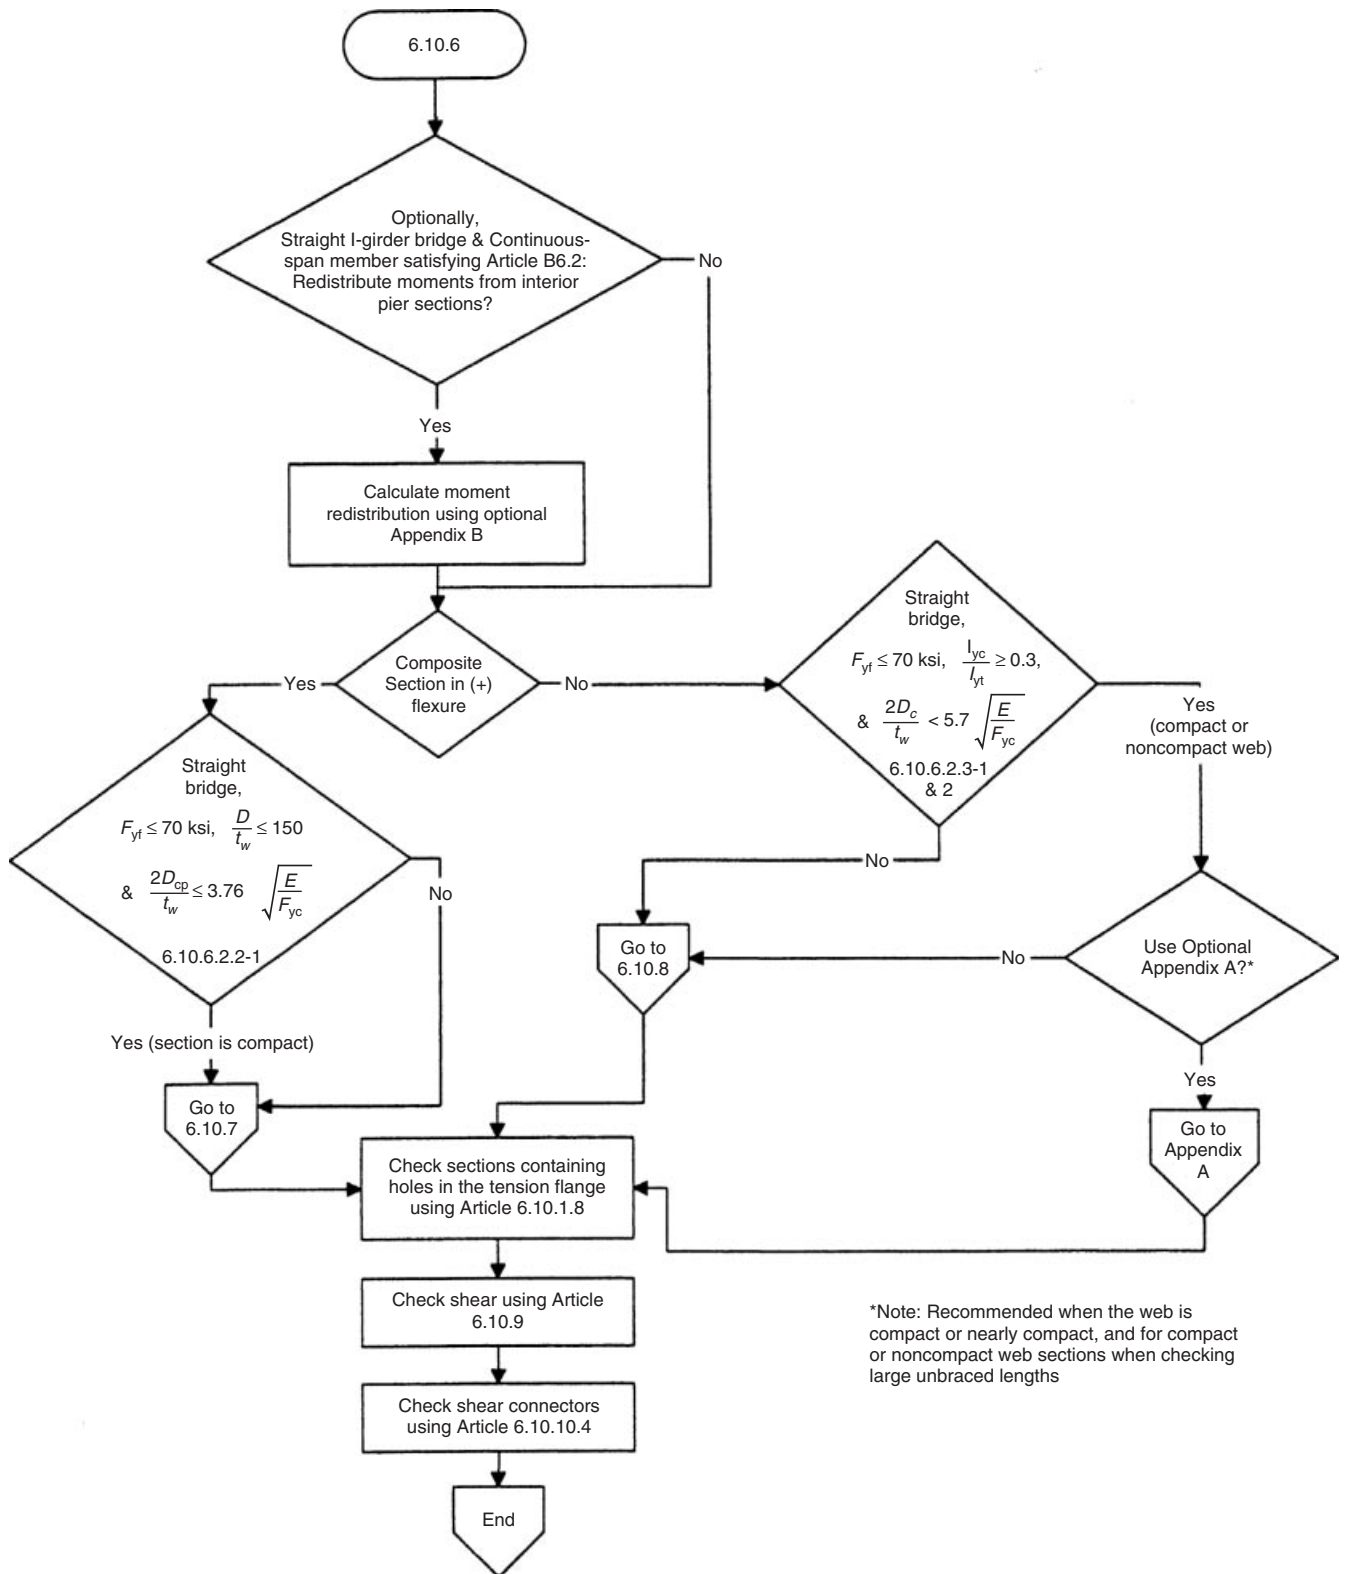 6.10.6
Optionally,
Straight I-girder bridge & Continuous-
span member satisfying Article B6.2:
Redistribute moments from interior
pier sections?
No
Yes
Calculate moment
redistribution using optional
Appendix B
Composite
Section in (+)
flexure
Yes
No
Straight
bridge,
F_yf ≤ 70 ksi, I_yc/I_yt ≥ 0.3,
& 2D_c/t_w < 5.7 √(E/F_yc)
6.10.6.2.3-1
& 2
Yes
(compact or
noncompact web)
No
Straight
bridge,
F_yf ≤ 70 ksi, D/t_w ≤ 150
& 2D_cp/t_w ≤ 3.76 √(E/F_yc)
6.10.6.2.2-1
No
Yes (section is compact)
Go to
6.10.7
Go to
6.10.8
No
Use Optional
Appendix A?*
Yes
Go to
Appendix
A
Check sections containing
holes in the tension flange
using Article 6.10.1.8
Check shear using Article
6.10.9
Check shear connectors
using Article 6.10.10.4
End
*Note: Recommended when the web is
compact or nearly compact, and for compact
or noncompact web sections when checking
large unbraced lengths